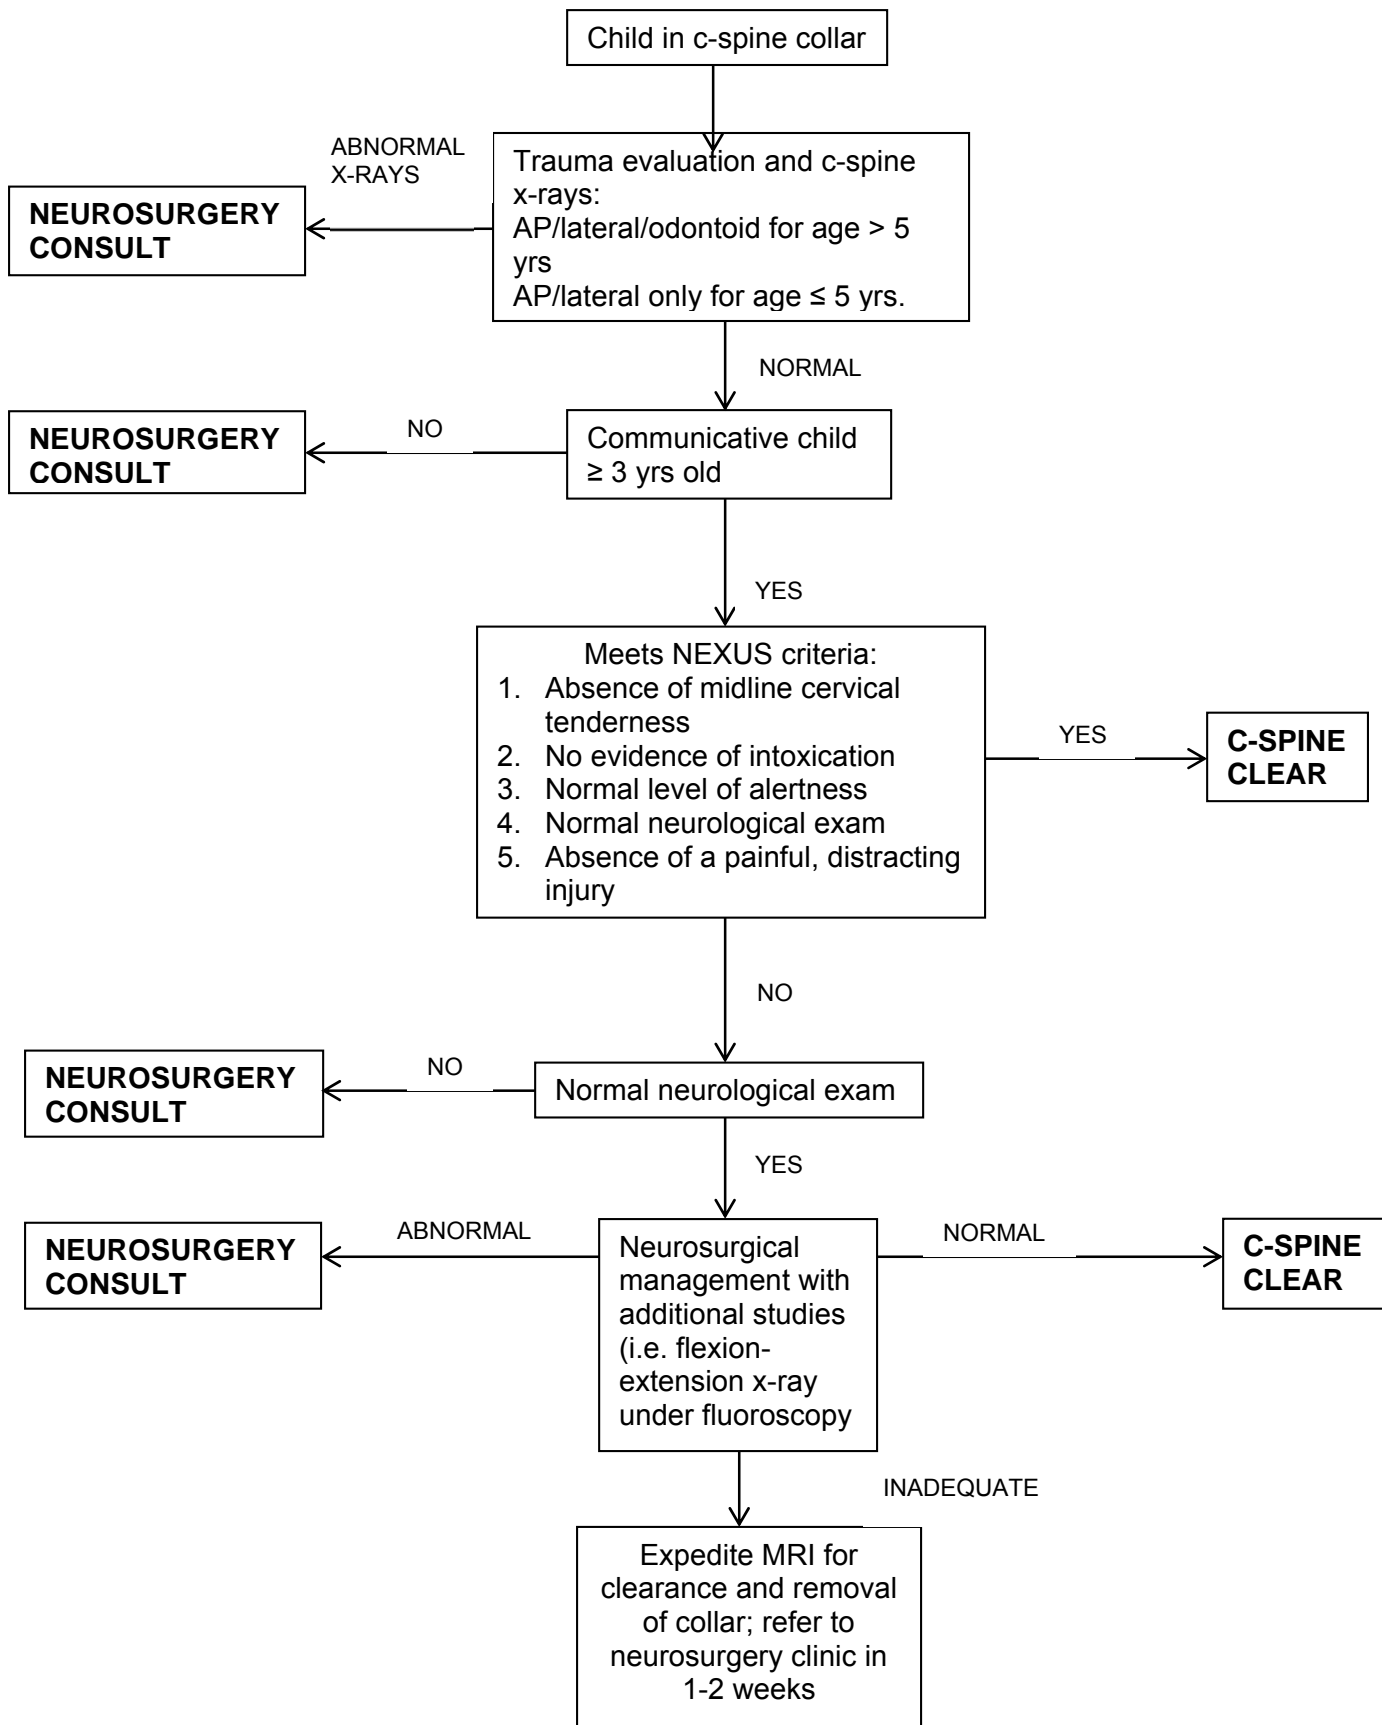 Child in c-spine collar
ABNORMAL
X-RAYS
Trauma evaluation and c-spine
x-rays:
AP/lateral/odontoid for age > 5
yrs
AP/lateral only for age ≤ 5 yrs.
NEUROSURGERY
CONSULT
NORMAL
NO
NEUROSURGERY
CONSULT
Communicative child
≥ 3 yrs old
YES
Meets NEXUS criteria:
1. Absence of midline cervical
tenderness
2. No evidence of intoxication
3. Normal level of alertness
4. Normal neurological exam
5. Absence of a painful, distracting
injury
YES
C-SPINE
CLEAR
NO
NO
NEUROSURGERY
CONSULT
Normal neurological exam
YES
ABNORMAL
NEUROSURGERY
CONSULT
Neurosurgical
management with
additional studies
(i.e. flexion-
extension x-ray
under fluoroscopy
NORMAL
C-SPINE
CLEAR
INADEQUATE
Expedite MRI for
clearance and removal
of collar; refer to
neurosurgery clinic in
1-2 weeks